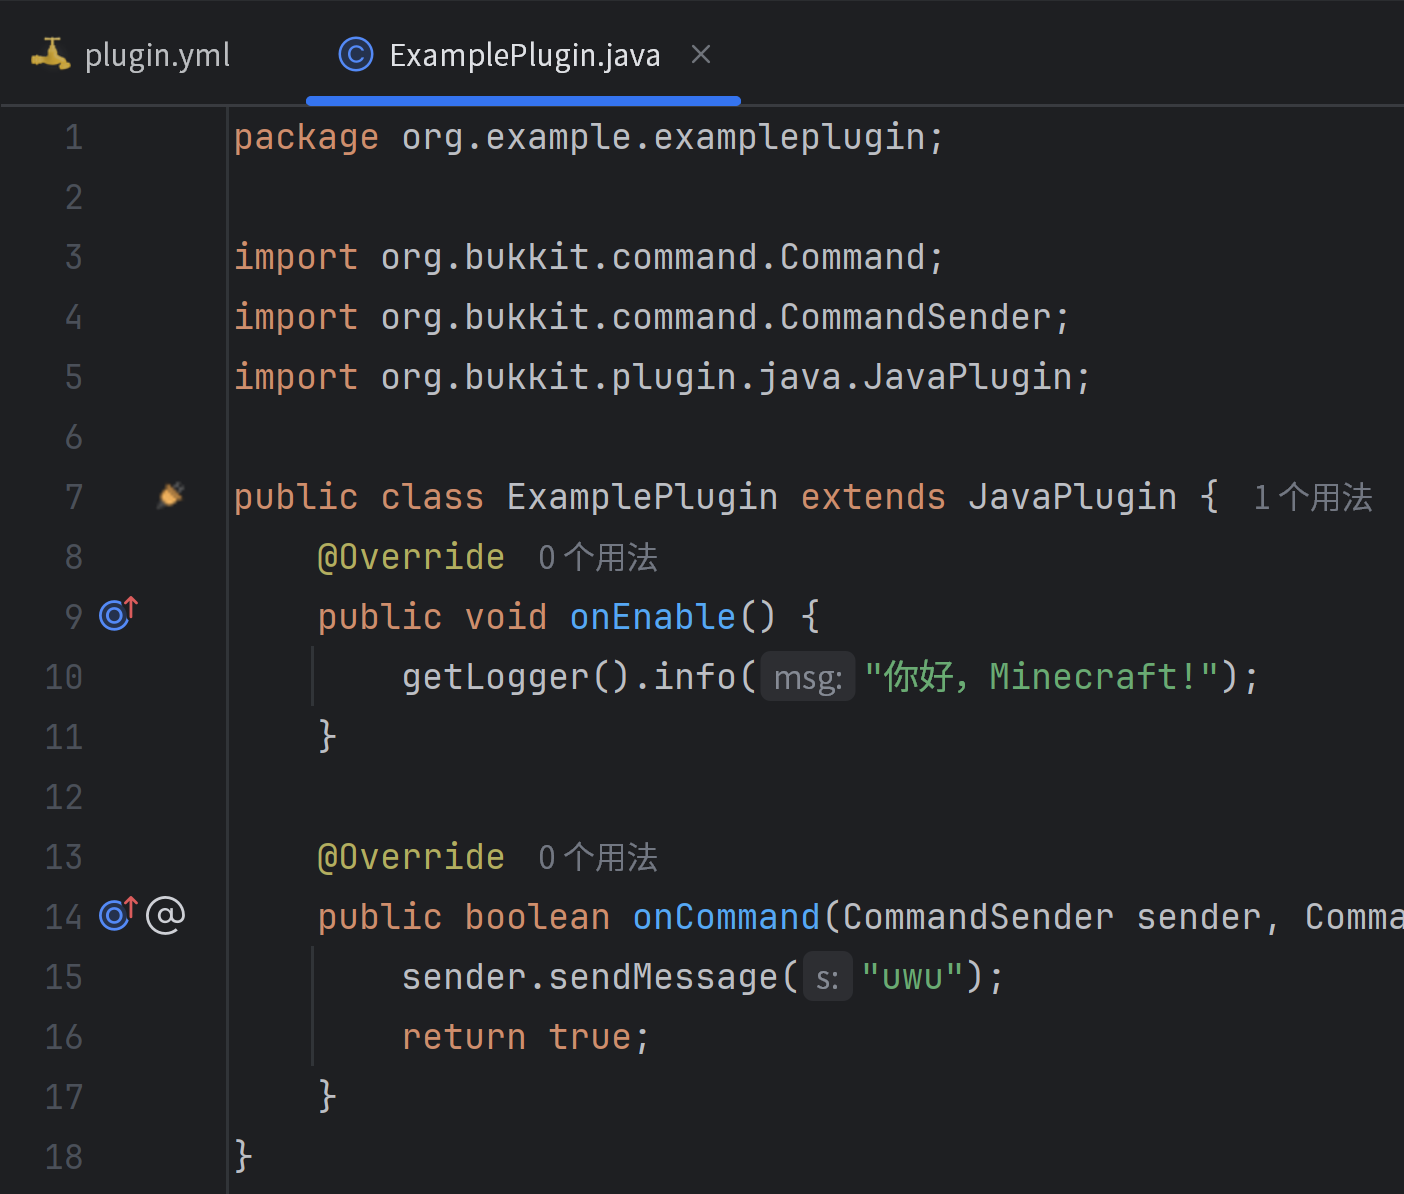 plugin.yml
ExamplePlugin.java
1 package org.example.exampleplugin;
2
3 import org.bukkit.command.Command;
4 import org.bukkit.command.CommandSender;
5 import org.bukkit.plugin.java.JavaPlugin;
6
7 public class ExamplePlugin extends JavaPlugin { 1个用法
8 @Override 0个用法
9 public void onEnable() {
10 getLogger().info( msg: "你好，Minecraft!");
11 }
12
13 @Override 0个用法
14 public boolean onCommand(CommandSender sender, Comma
15 sender.sendMessage( s: "uwu");
16 return true;
17 }
18 }